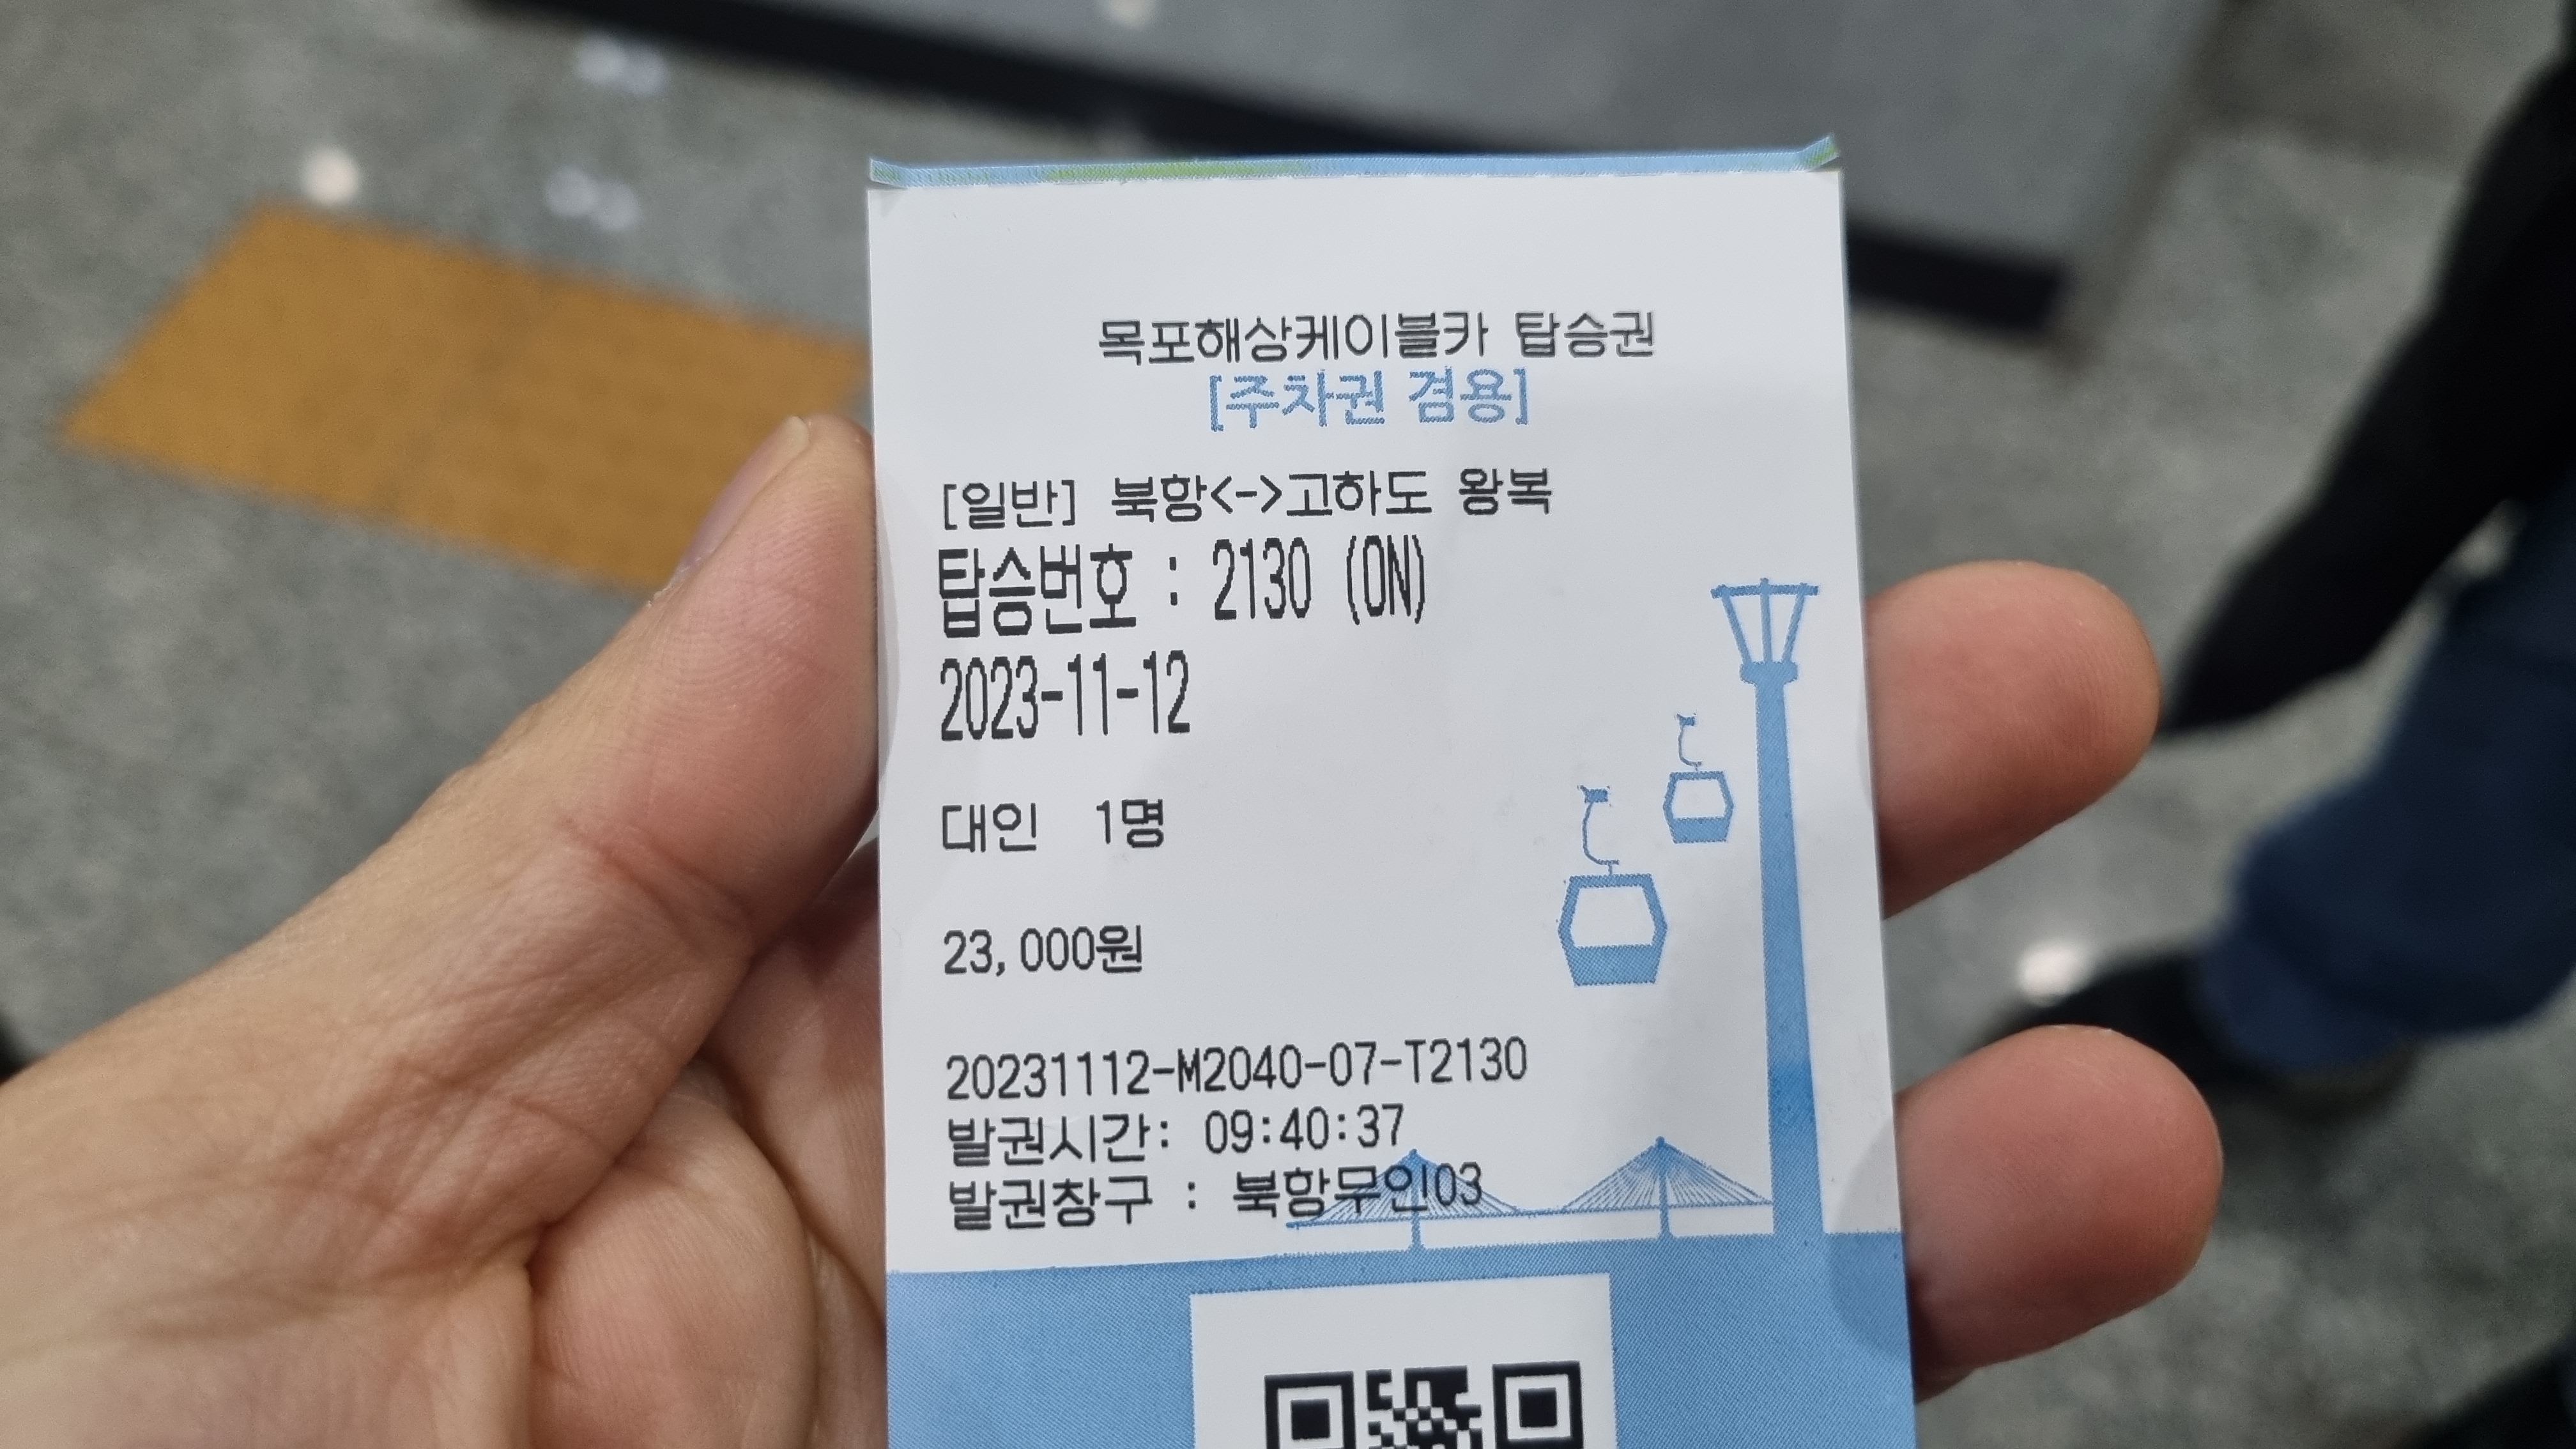 목포해상케이블카 탑승권
[주차권 겸용]
[일반] 북항<->고하도 왕복
탑승번호 : 2130 (ON)
2023-11-12
대인 1명
23,000원
20231112-M2040-07-T2130
발권시간: 09:40:37
발권창구 : 북항무인03